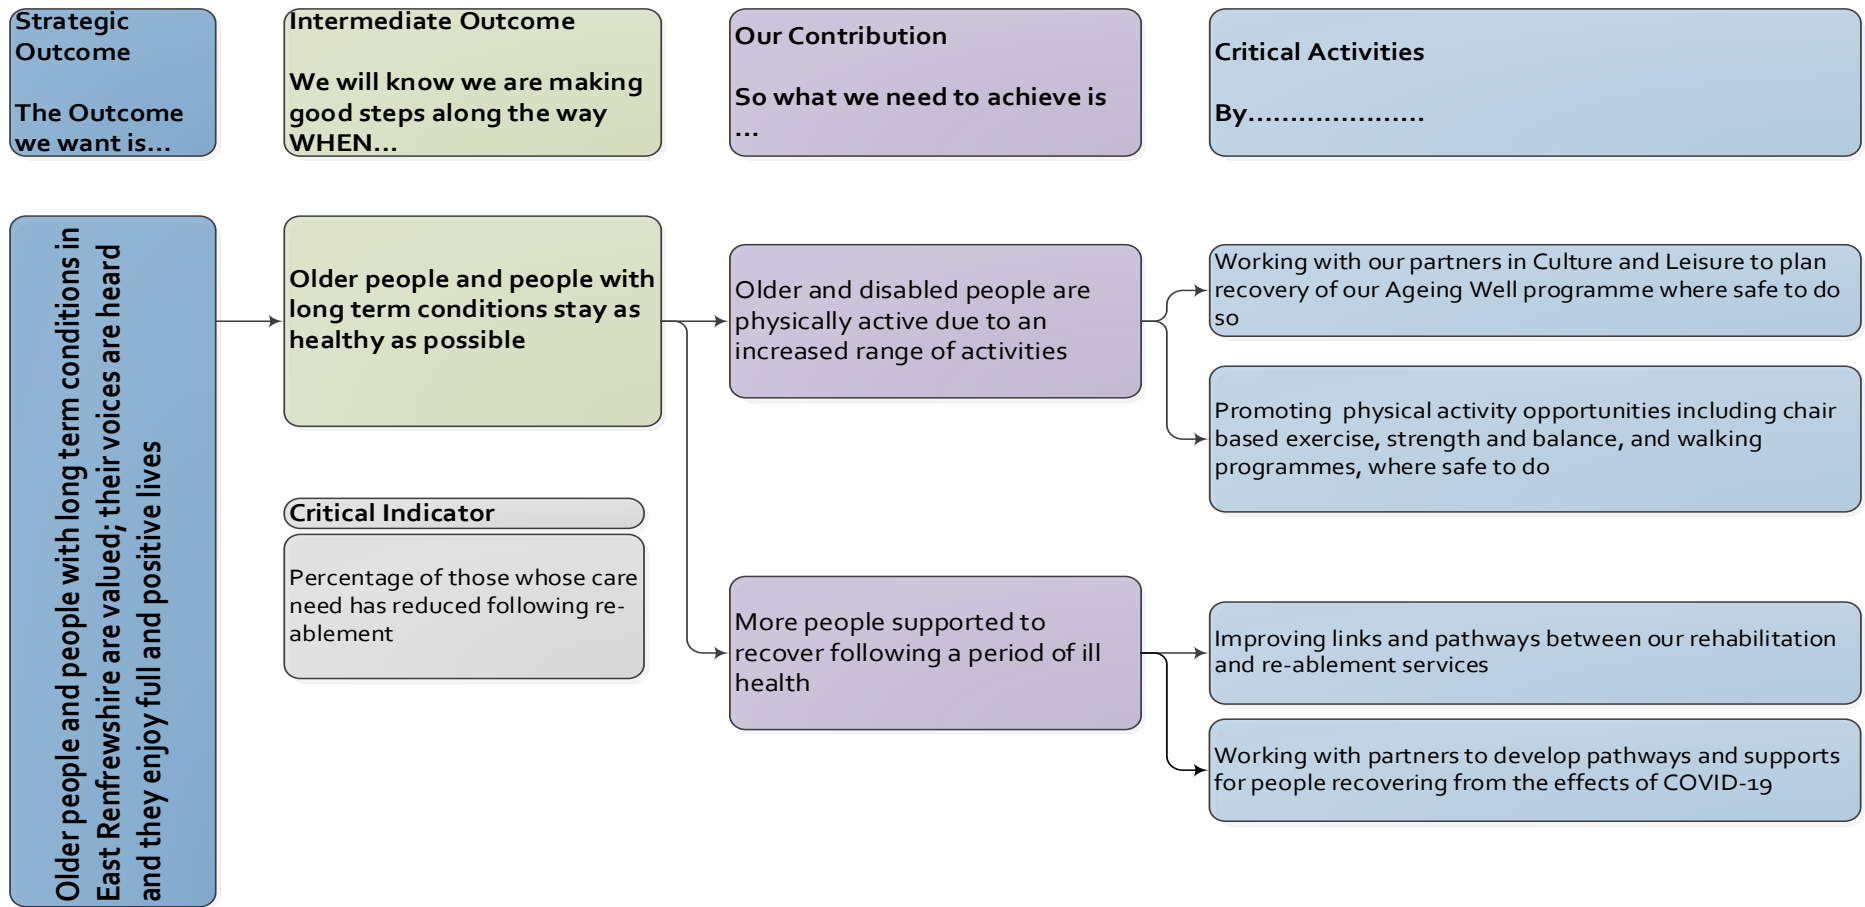 Strategic
Outcome
The Outcome
we want is...
Intermediate Outcome
We will know we are making
good steps along the way
WHEN...
Our Contribution
So what we need to achieve is
...
Critical Activities
By.....................
Older people and people with long term conditions in
East Renfrewshire are valued; their voices are heard
and they enjoy full and positive lives
Older people and people with
long term conditions stay as
healthy as possible
Critical Indicator
Percentage of those whose care
need has reduced following re-
ablement
Older and disabled people are
physically active due to an
increased range of activities
More people supported to
recover following a period of ill
health
Working with our partners in Culture and Leisure to plan
recovery of our Ageing Well programme where safe to do
so
Promoting  physical activity opportunities including chair
based exercise, strength and balance, and walking
programmes, where safe to do
Improving links and pathways between our rehabilitation
and re-ablement services
Working with partners to develop pathways and supports
for people recovering from the effects of COVID-19